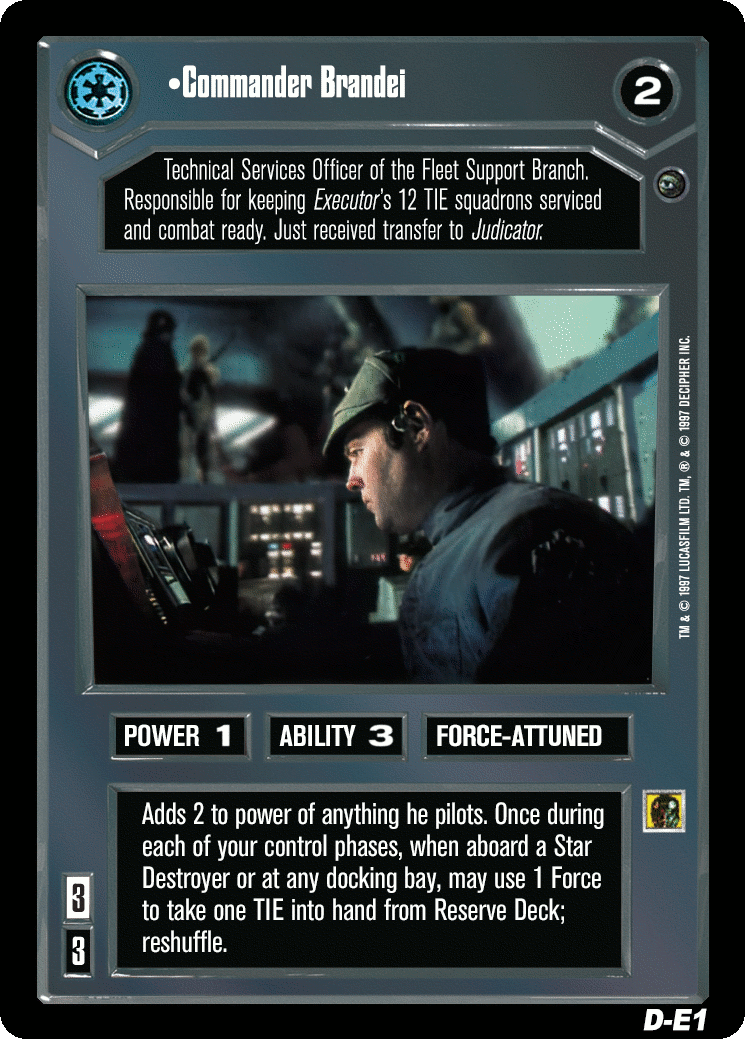 •Commander Brandei
2
Technical Services Officer of the Fleet Support Branch.
Responsible for keeping Executor's 12 TIE squadrons serviced
and combat ready. Just received transfer to Judicator.
TM & © 1997 LUCASFILM LTD. TM, ® & © 1997 DECIPHER INC.
POWER 1
ABILITY 3
FORCE-ATTUNED
Adds 2 to power of anything he pilots. Once during
each of your control phases, when aboard a Star
Destroyer or at any docking bay, may use 1 Force
to take one TIE into hand from Reserve Deck;
reshuffle.
3
3
D-E1